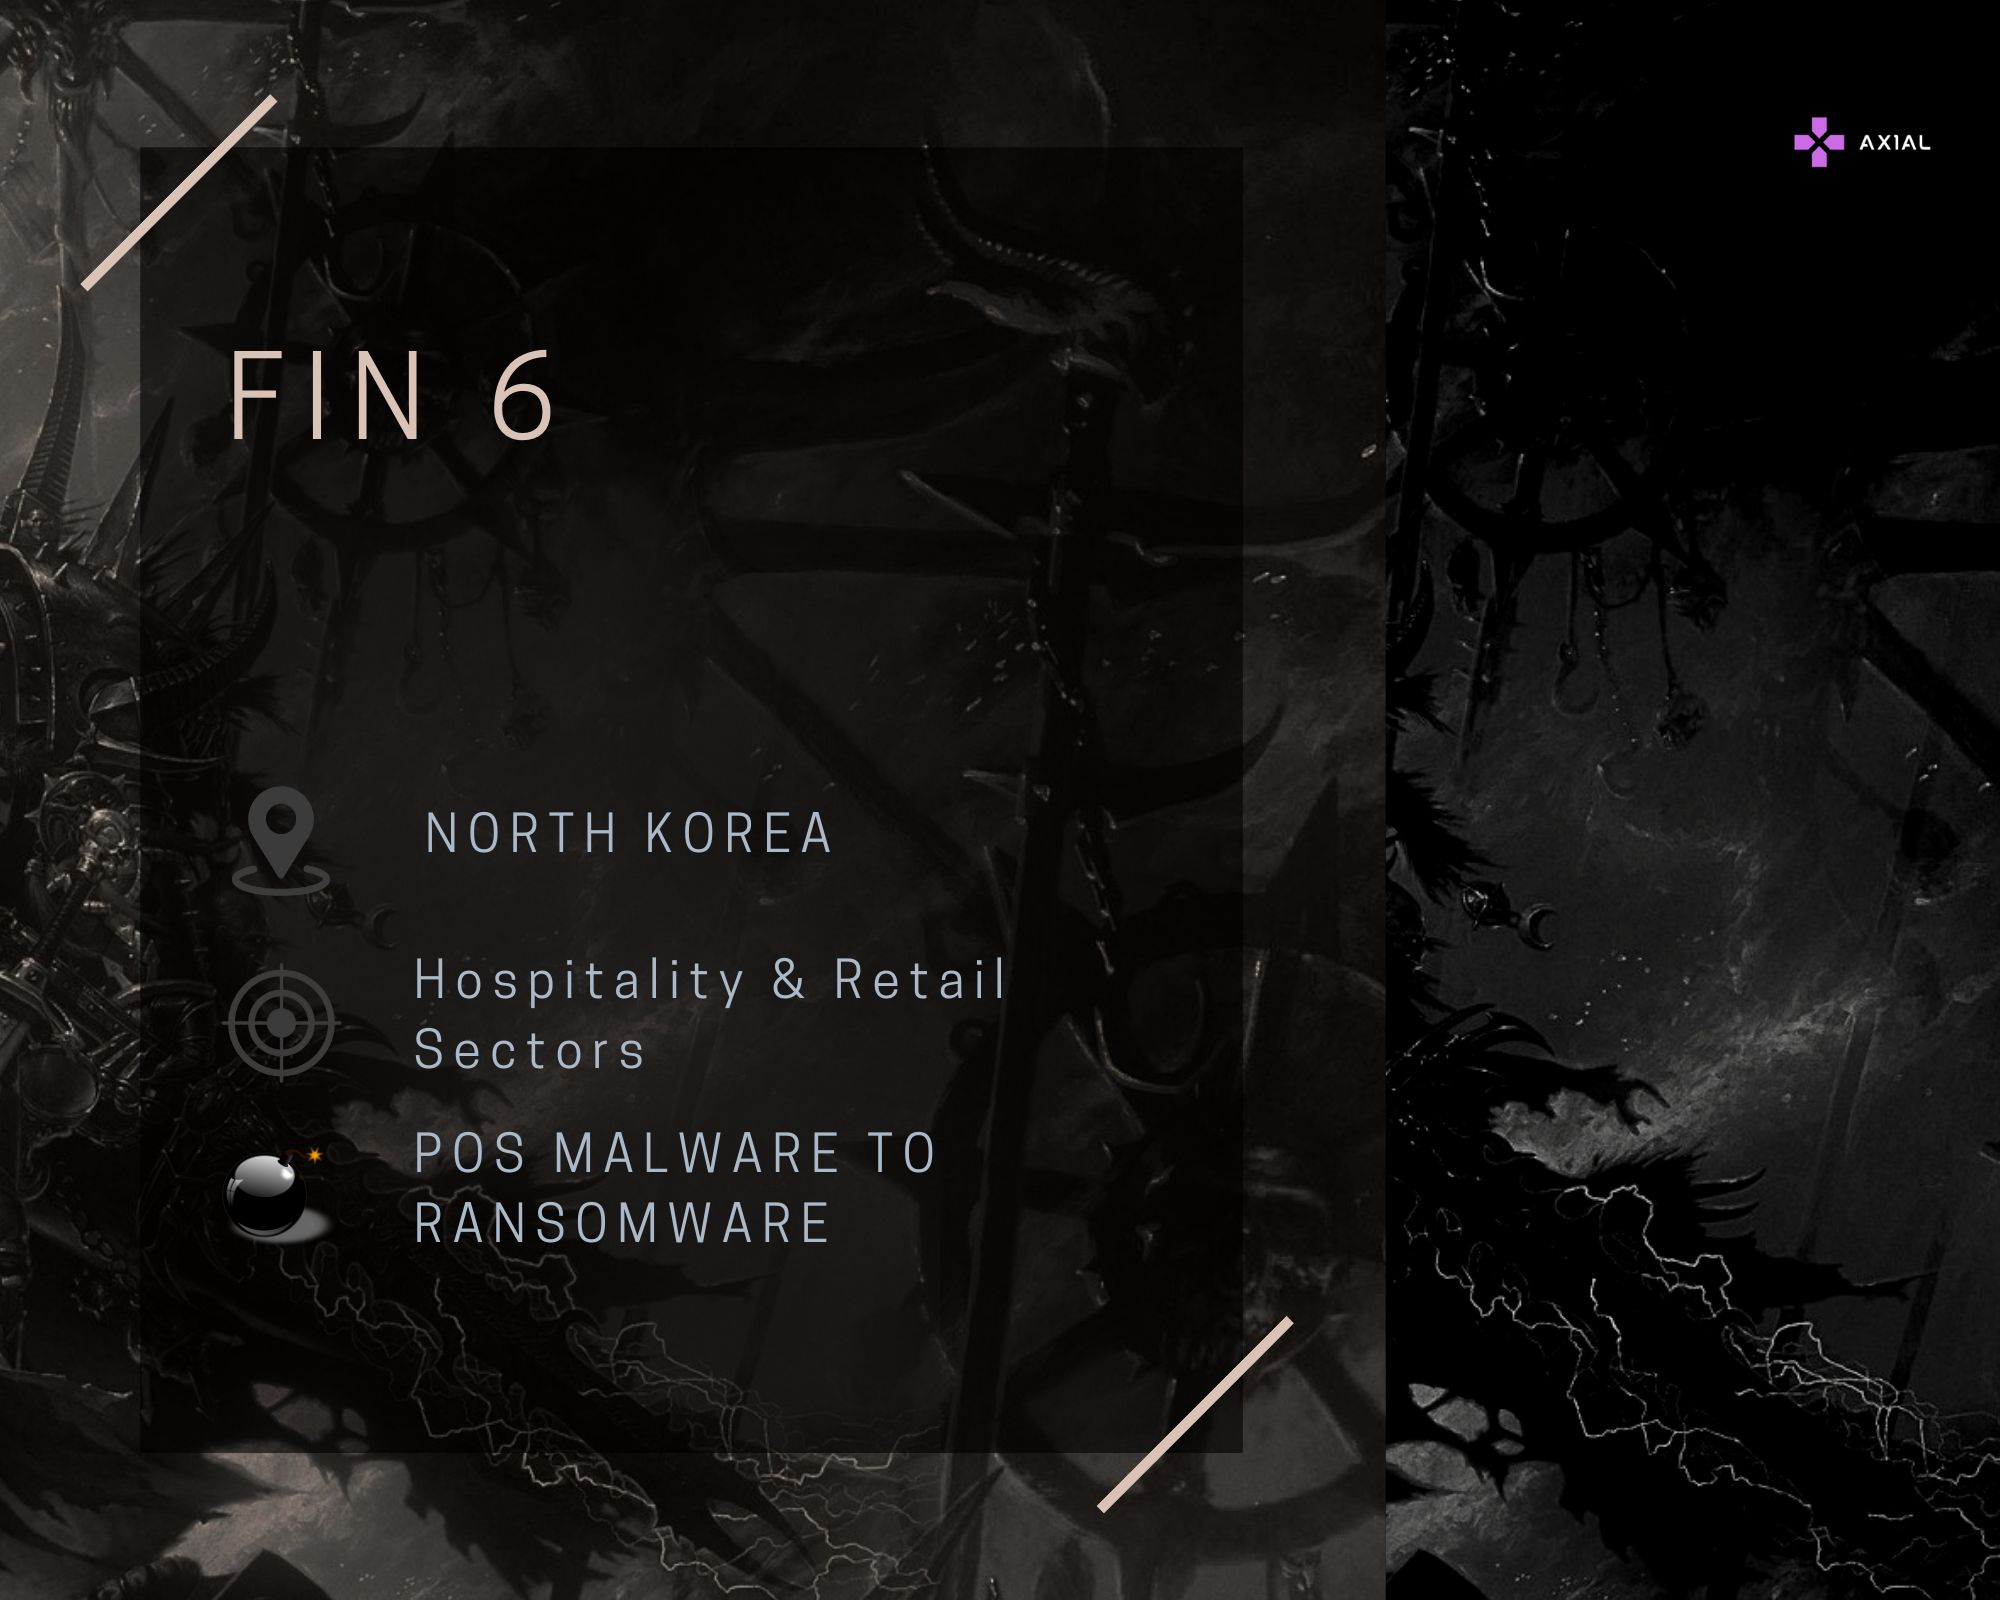 AXIAL
FIN 6
NORTH KOREA
Hospitality & Retail
Sectors
POS MALWARE TO
RANSOMWARE